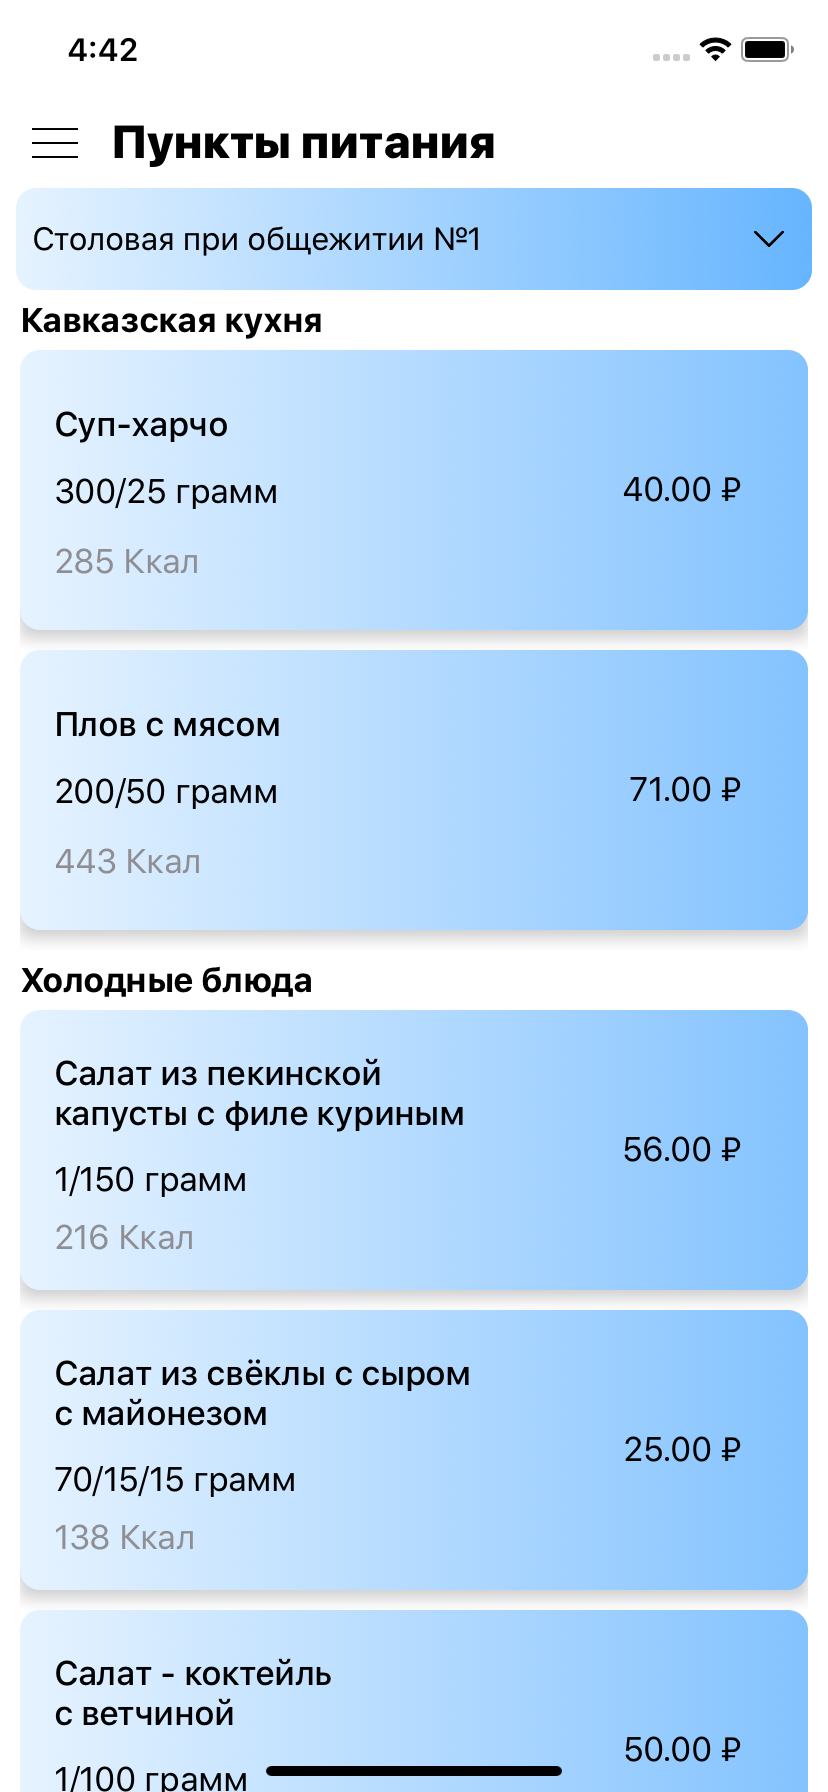 4:42
Пункты питания
Столовая при общежитии №1
Кавказская кухня
Суп-харчо
300/25 грамм
40.00 ₽
285 Ккал
Плов с мясом
200/50 грамм
71.00 ₽
443 Ккал
Холодные блюда
Салат из пекинской
капусты с филе куриным
56.00 ₽
1/150 грамм
216 Ккал
Салат из свёклы с сыром
с майонезом
25.00 ₽
70/15/15 грамм
138 Ккал
Салат - коктейль
с ветчиной
50.00 ₽
1/100 грамм